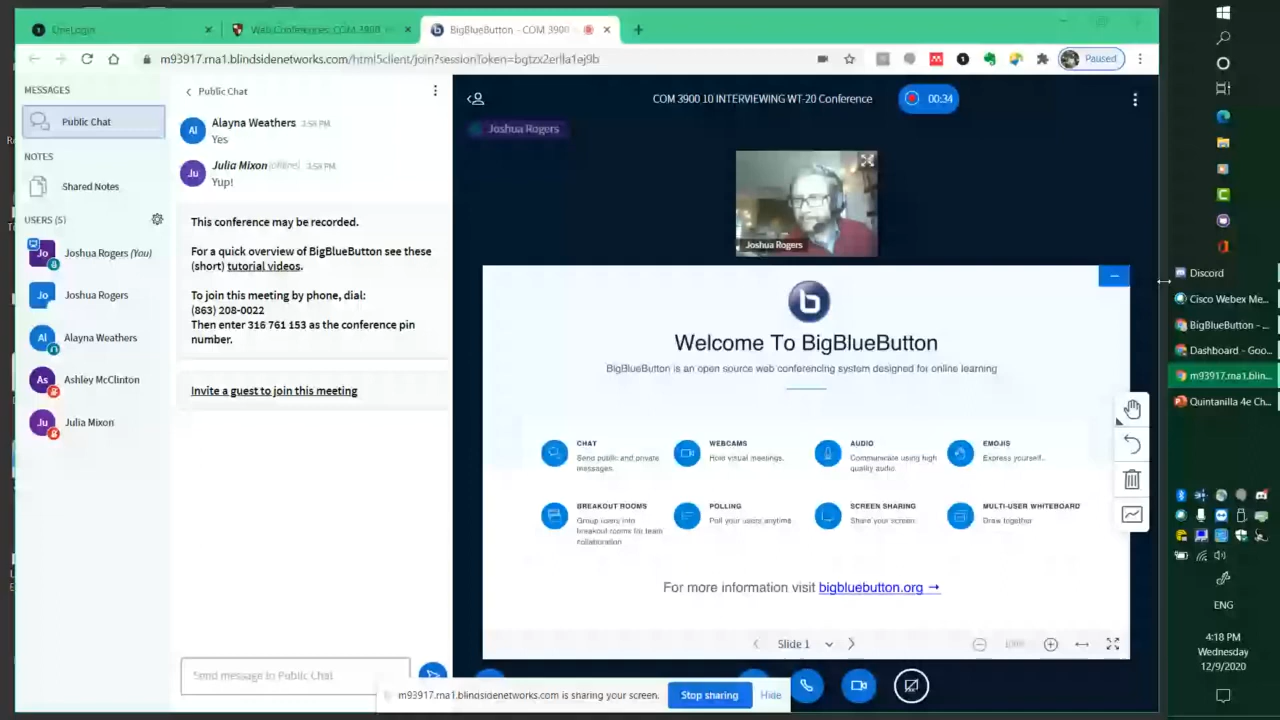 OneLogin
Web Conferences: COM 3900
BigBlueButton - COM 3900
m93917.rna1.blindsidenetworks.com/html5client/join?sessionToken=bgtzx2erlla1ej9b
Paused
MESSAGES
Public Chat
NOTES
Shared Notes
USERS (5)
Jo
Joshua Rogers (You)
Jo
Joshua Rogers
Al
Alayna Weathers
As
Ashley McClinton
Ju
Julia Mixon
Public Chat
Al
Alayna Weathers 3:58 PM
Yes
Ju
Julia Mixon (offline) 3:58 PM
Yup!
This conference may be recorded.
For a quick overview of BigBlueButton see these
(short) tutorial videos.
To join this meeting by phone, dial:
(863) 208-0022
Then enter 316 761 153 as the conference pin
number.
Invite a guest to join this meeting
Send message to Public Chat
COM 3900 10 INTERVIEWING WT-20 Conference
00:34
Joshua Rogers
Joshua Rogers
b
Welcome To BigBlueButton
BigBlueButton is an open source web conferencing system designed for online learning
CHAT
Send public and private
messages.
WEBCAMS
Hold visual meetings.
AUDIO
Communicate using high
quality audio.
EMOJIS
Express yourself.
BREAKOUT ROOMS
Group users into
breakout rooms for team
collaboration
POLLING
Poll your users anytime.
SCREEN SHARING
Share your screen.
MULTI-USER WHITEBOARD
Draw together.
For more information visit bigbluebutton.org →
Slide 1
100%
m93917.rna1.blindsidenetworks.com is sharing your screen.
Stop sharing
Hide
Discord
Cisco Webex Me...
BigBlueButton - ...
Dashboard - Goo...
m93917.rna1.blin...
Quintanilla 4e Ch...
ENG
4:18 PM
Wednesday
12/9/2020